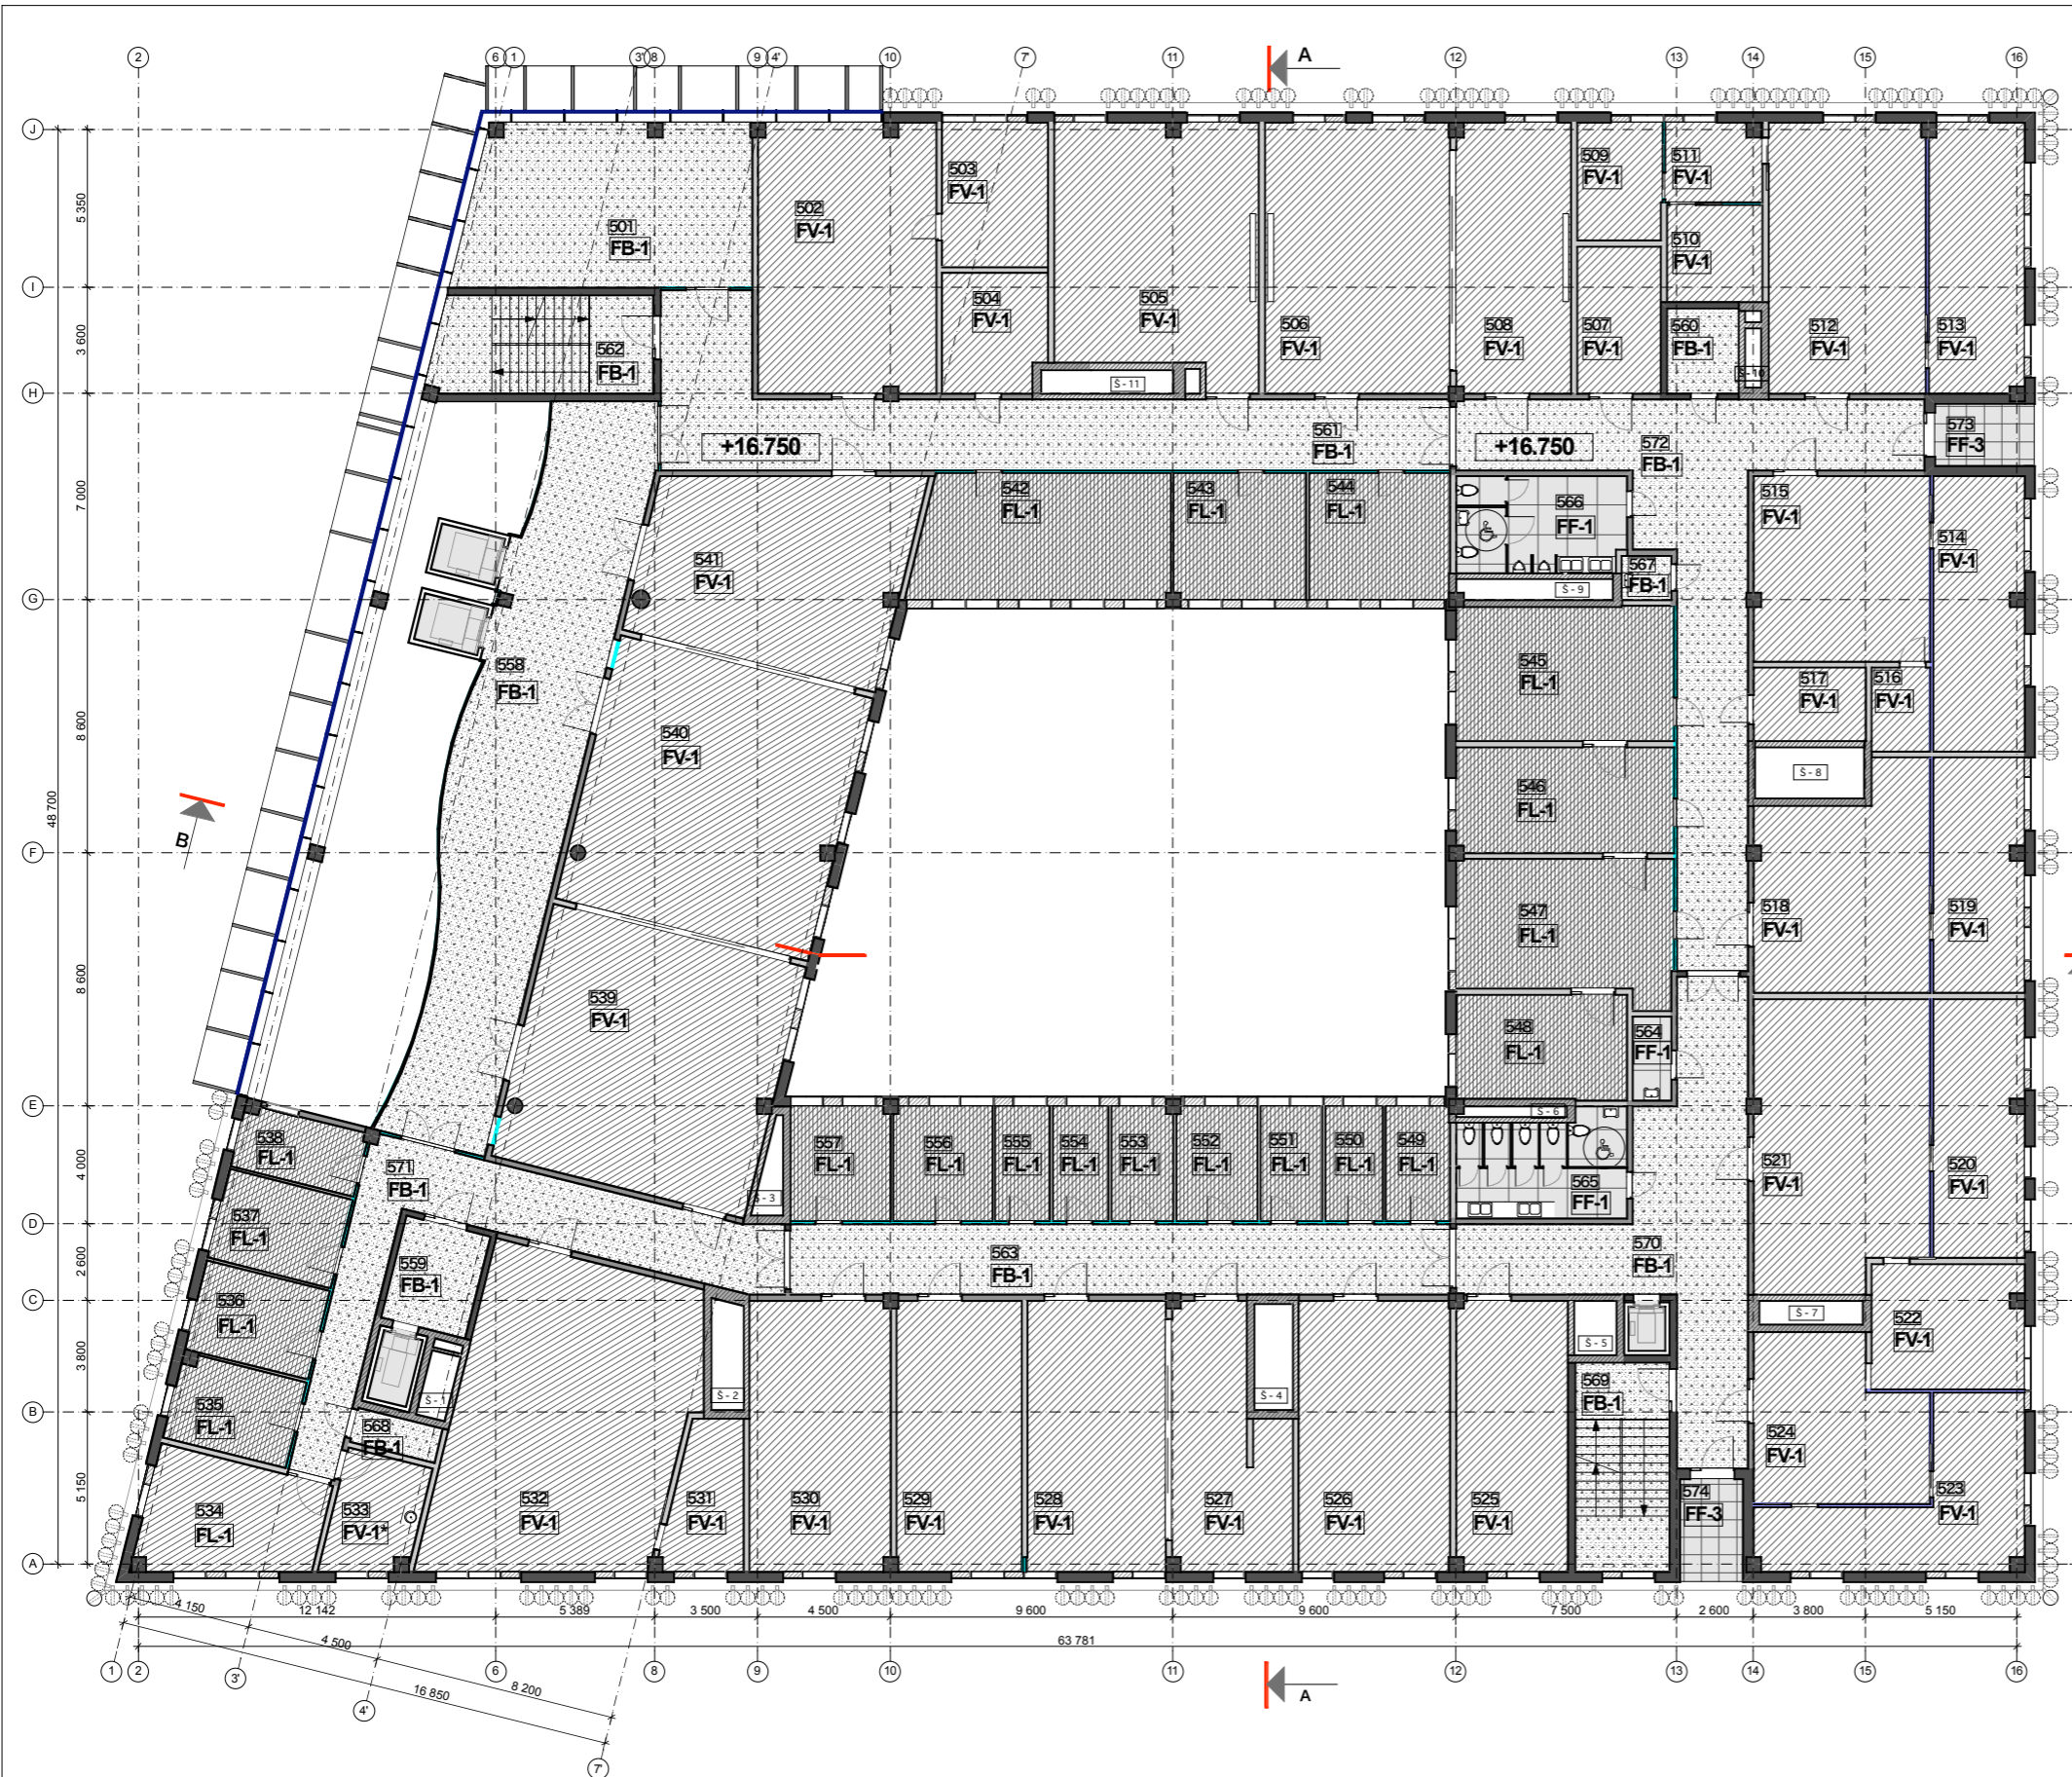 2
6
1
3'
8
9
4'
10
7'
11
A
12
13
14
15
16
J
I
H
G
F
E
D
C
B
A
5 350
3 600
7 000
8 600
8 600
4 000
2 600
3 800
5 150
48 700
B
501
FB-1
502
FV-1
503
FV-1
504
FV-1
505
FV-1
506
FV-1
508
FV-1
509
FV-1
507
FV-1
511
FV-1
510
FV-1
560
FB-1
Š - 10
512
FV-1
513
FV-1
562
FB-1
Š - 11
+16.750
561
FB-1
+16.750
572
FB-1
573
FF-3
541
FV-1
542
FL-1
543
FL-1
544
FL-1
566
FF-1
567
FB-1
Š - 9
515
FV-1
514
FV-1
558
FB-1
545
FL-1
517
FV-1
516
FV-1
540
FV-1
546
FL-1
Š - 8
547
FL-1
518
FV-1
519
FV-1
539
FV-1
548
FL-1
564
FF-1
Š - 6
538
FL-1
571
FB-1
Š - 3
557
FL-1
556
FL-1
555
FL-1
554
FL-1
553
FL-1
552
FL-1
551
FL-1
550
FL-1
549
FL-1
565
FF-1
521
FV-1
520
FV-1
537
FL-1
559
FB-1
563
FB-1
570
FB-1
536
FL-1
Š - 7
522
FV-1
Š - 5
Š - 1
Š - 2
Š - 4
535
FL-1
568
FB-1
569
FB-1
524
FV-1
534
FL-1
533
FV-1*
532
FV-1
531
FV-1
530
FV-1
529
FV-1
528
FV-1
527
FV-1
526
FV-1
525
FV-1
574
FF-3
523
FV-1
4 150
12 142
5 389
3 500
4 500
9 600
9 600
7 500
2 600
3 800
5 150
4 500
63 781
8 200
16 850
1
2
3'
4'
6
7'
8
9
10
11
A
12
13
14
15
16